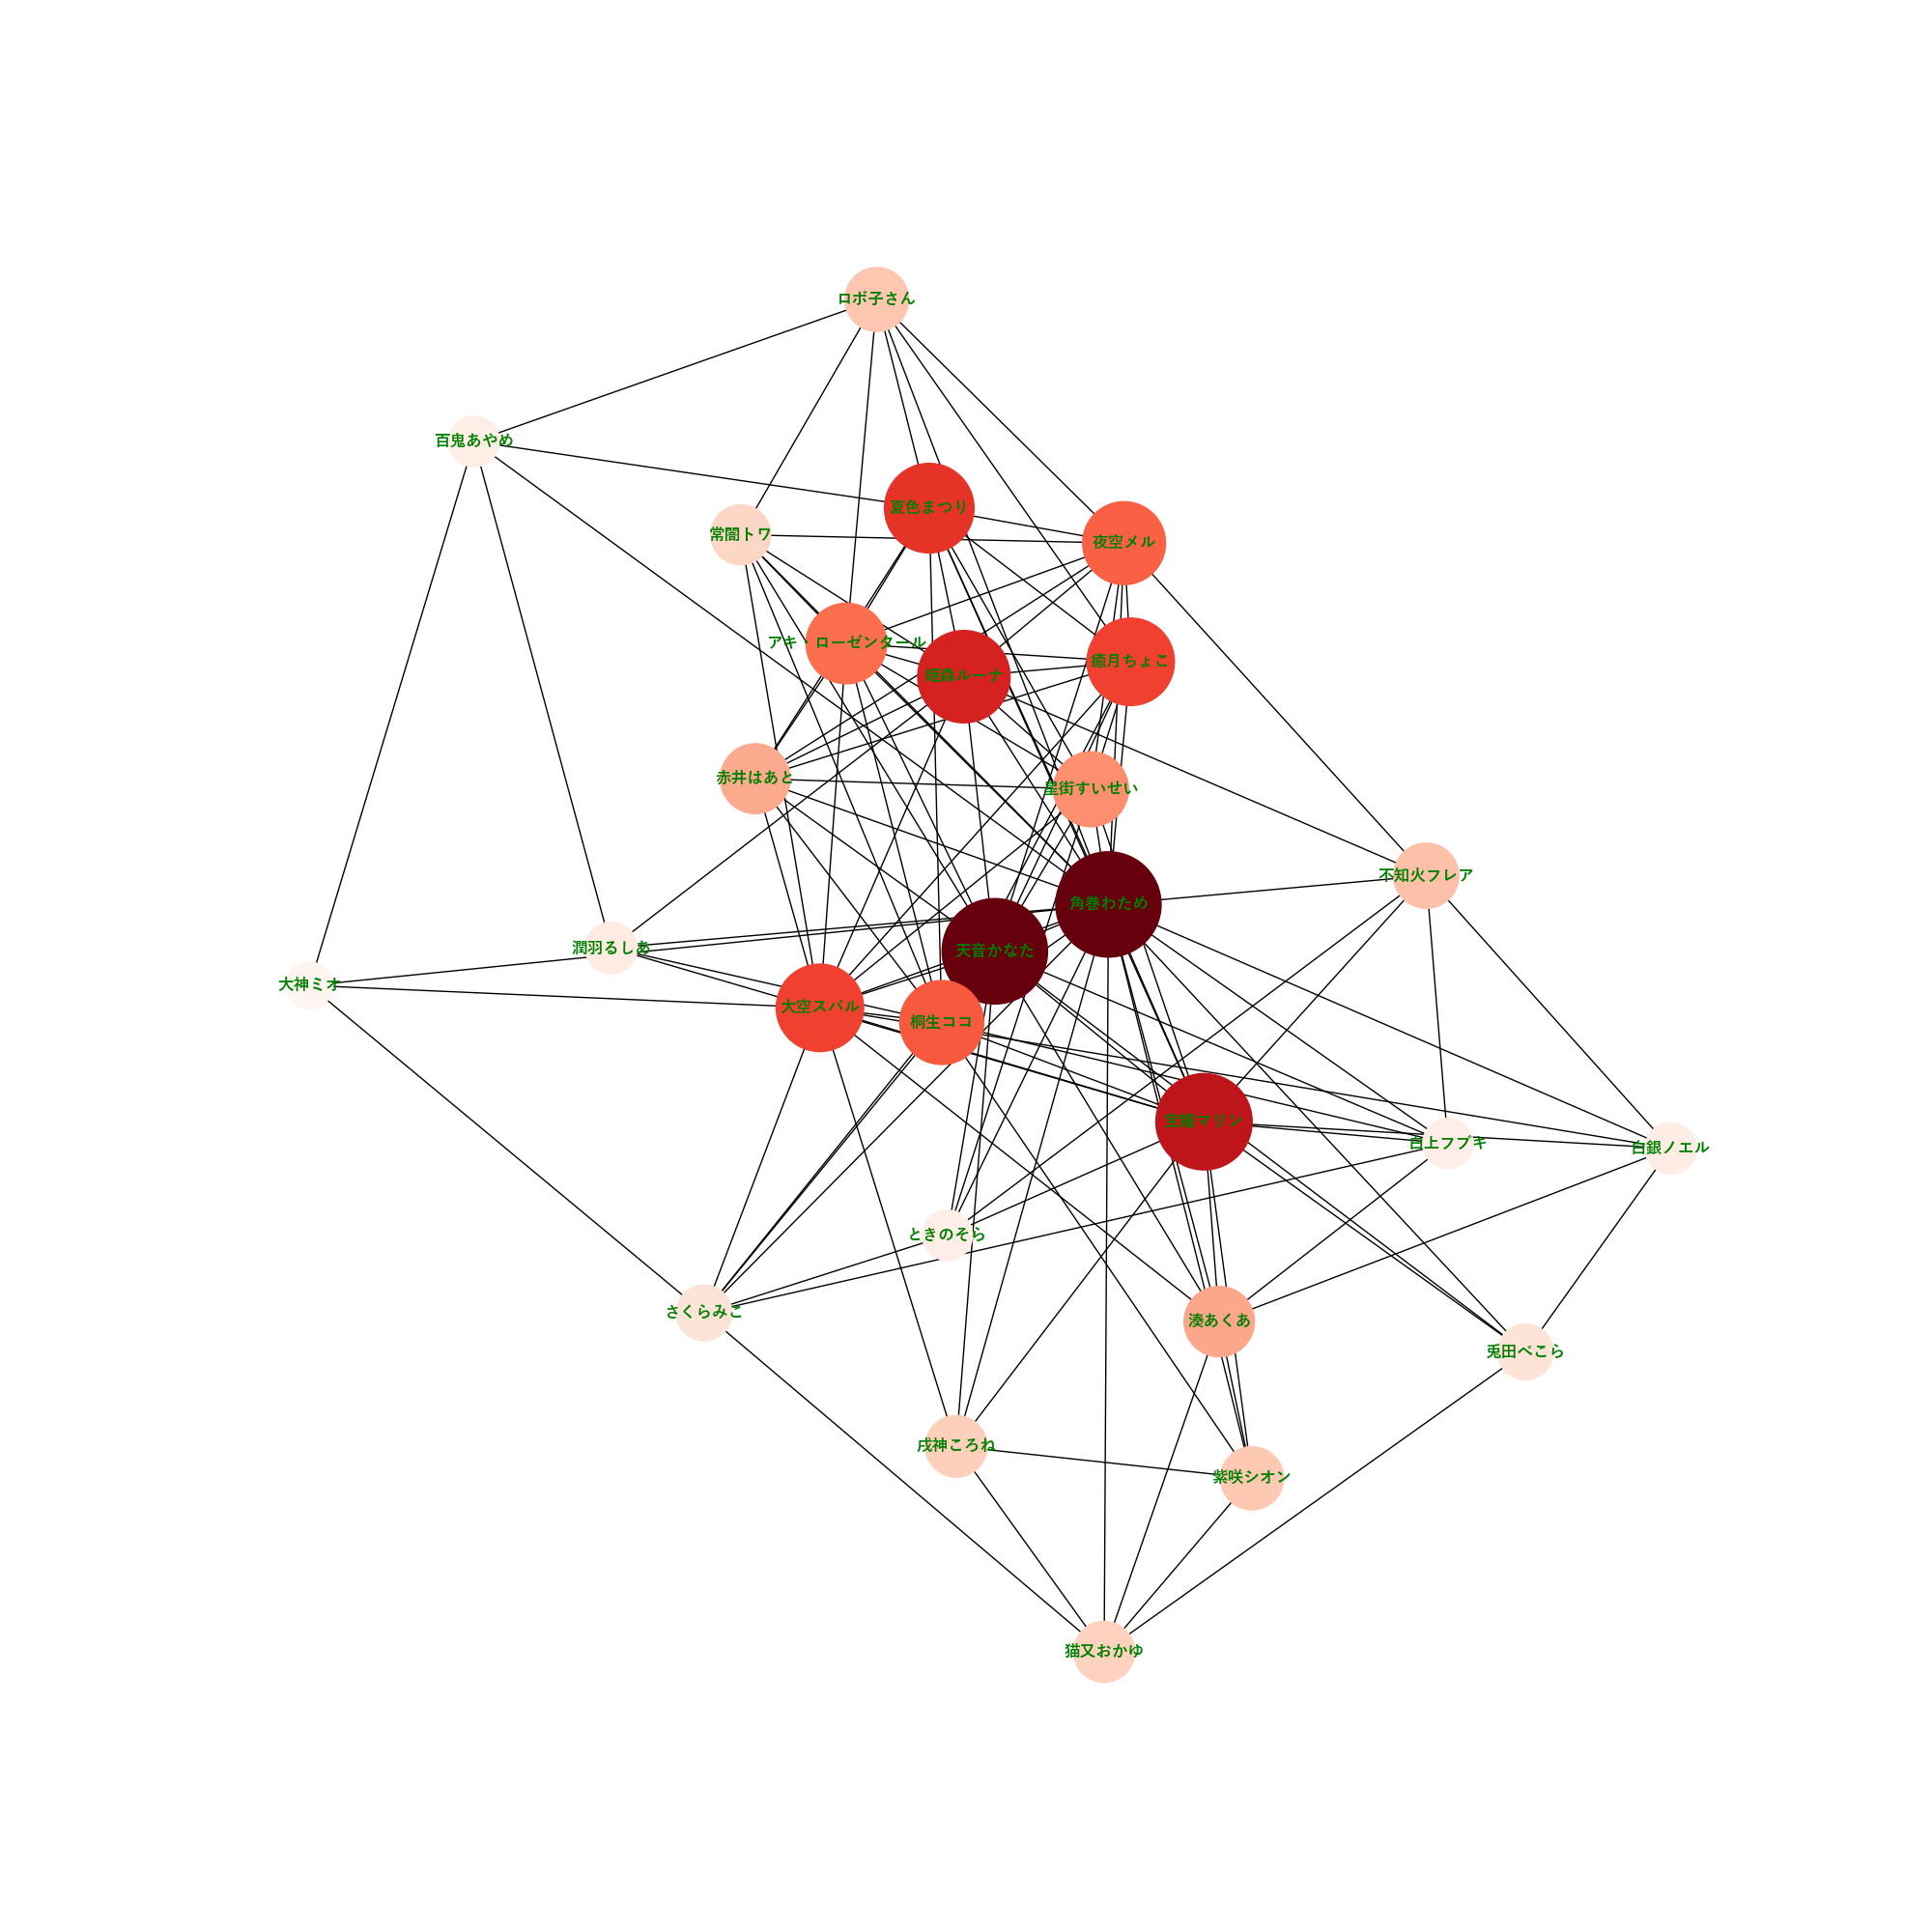 ロボ子さん
百鬼あやめ
夏色まつり
常闇トワ
夜空メル
アキ・ローゼンタール
癒月ちょこ
姫森ルーナ
赤井はあと
星街すいせい
不知火フレア
角巻わため
潤羽るしあ
天音かなた
大神ミオ
大空スバル
桐生ココ
宝鐘マリン
白上フブキ
白銀ノエル
ときのそら
さくらみこ
湊あくあ
兎田ぺこら
戌神ころね
紫咲シオン
猫又おかゆ